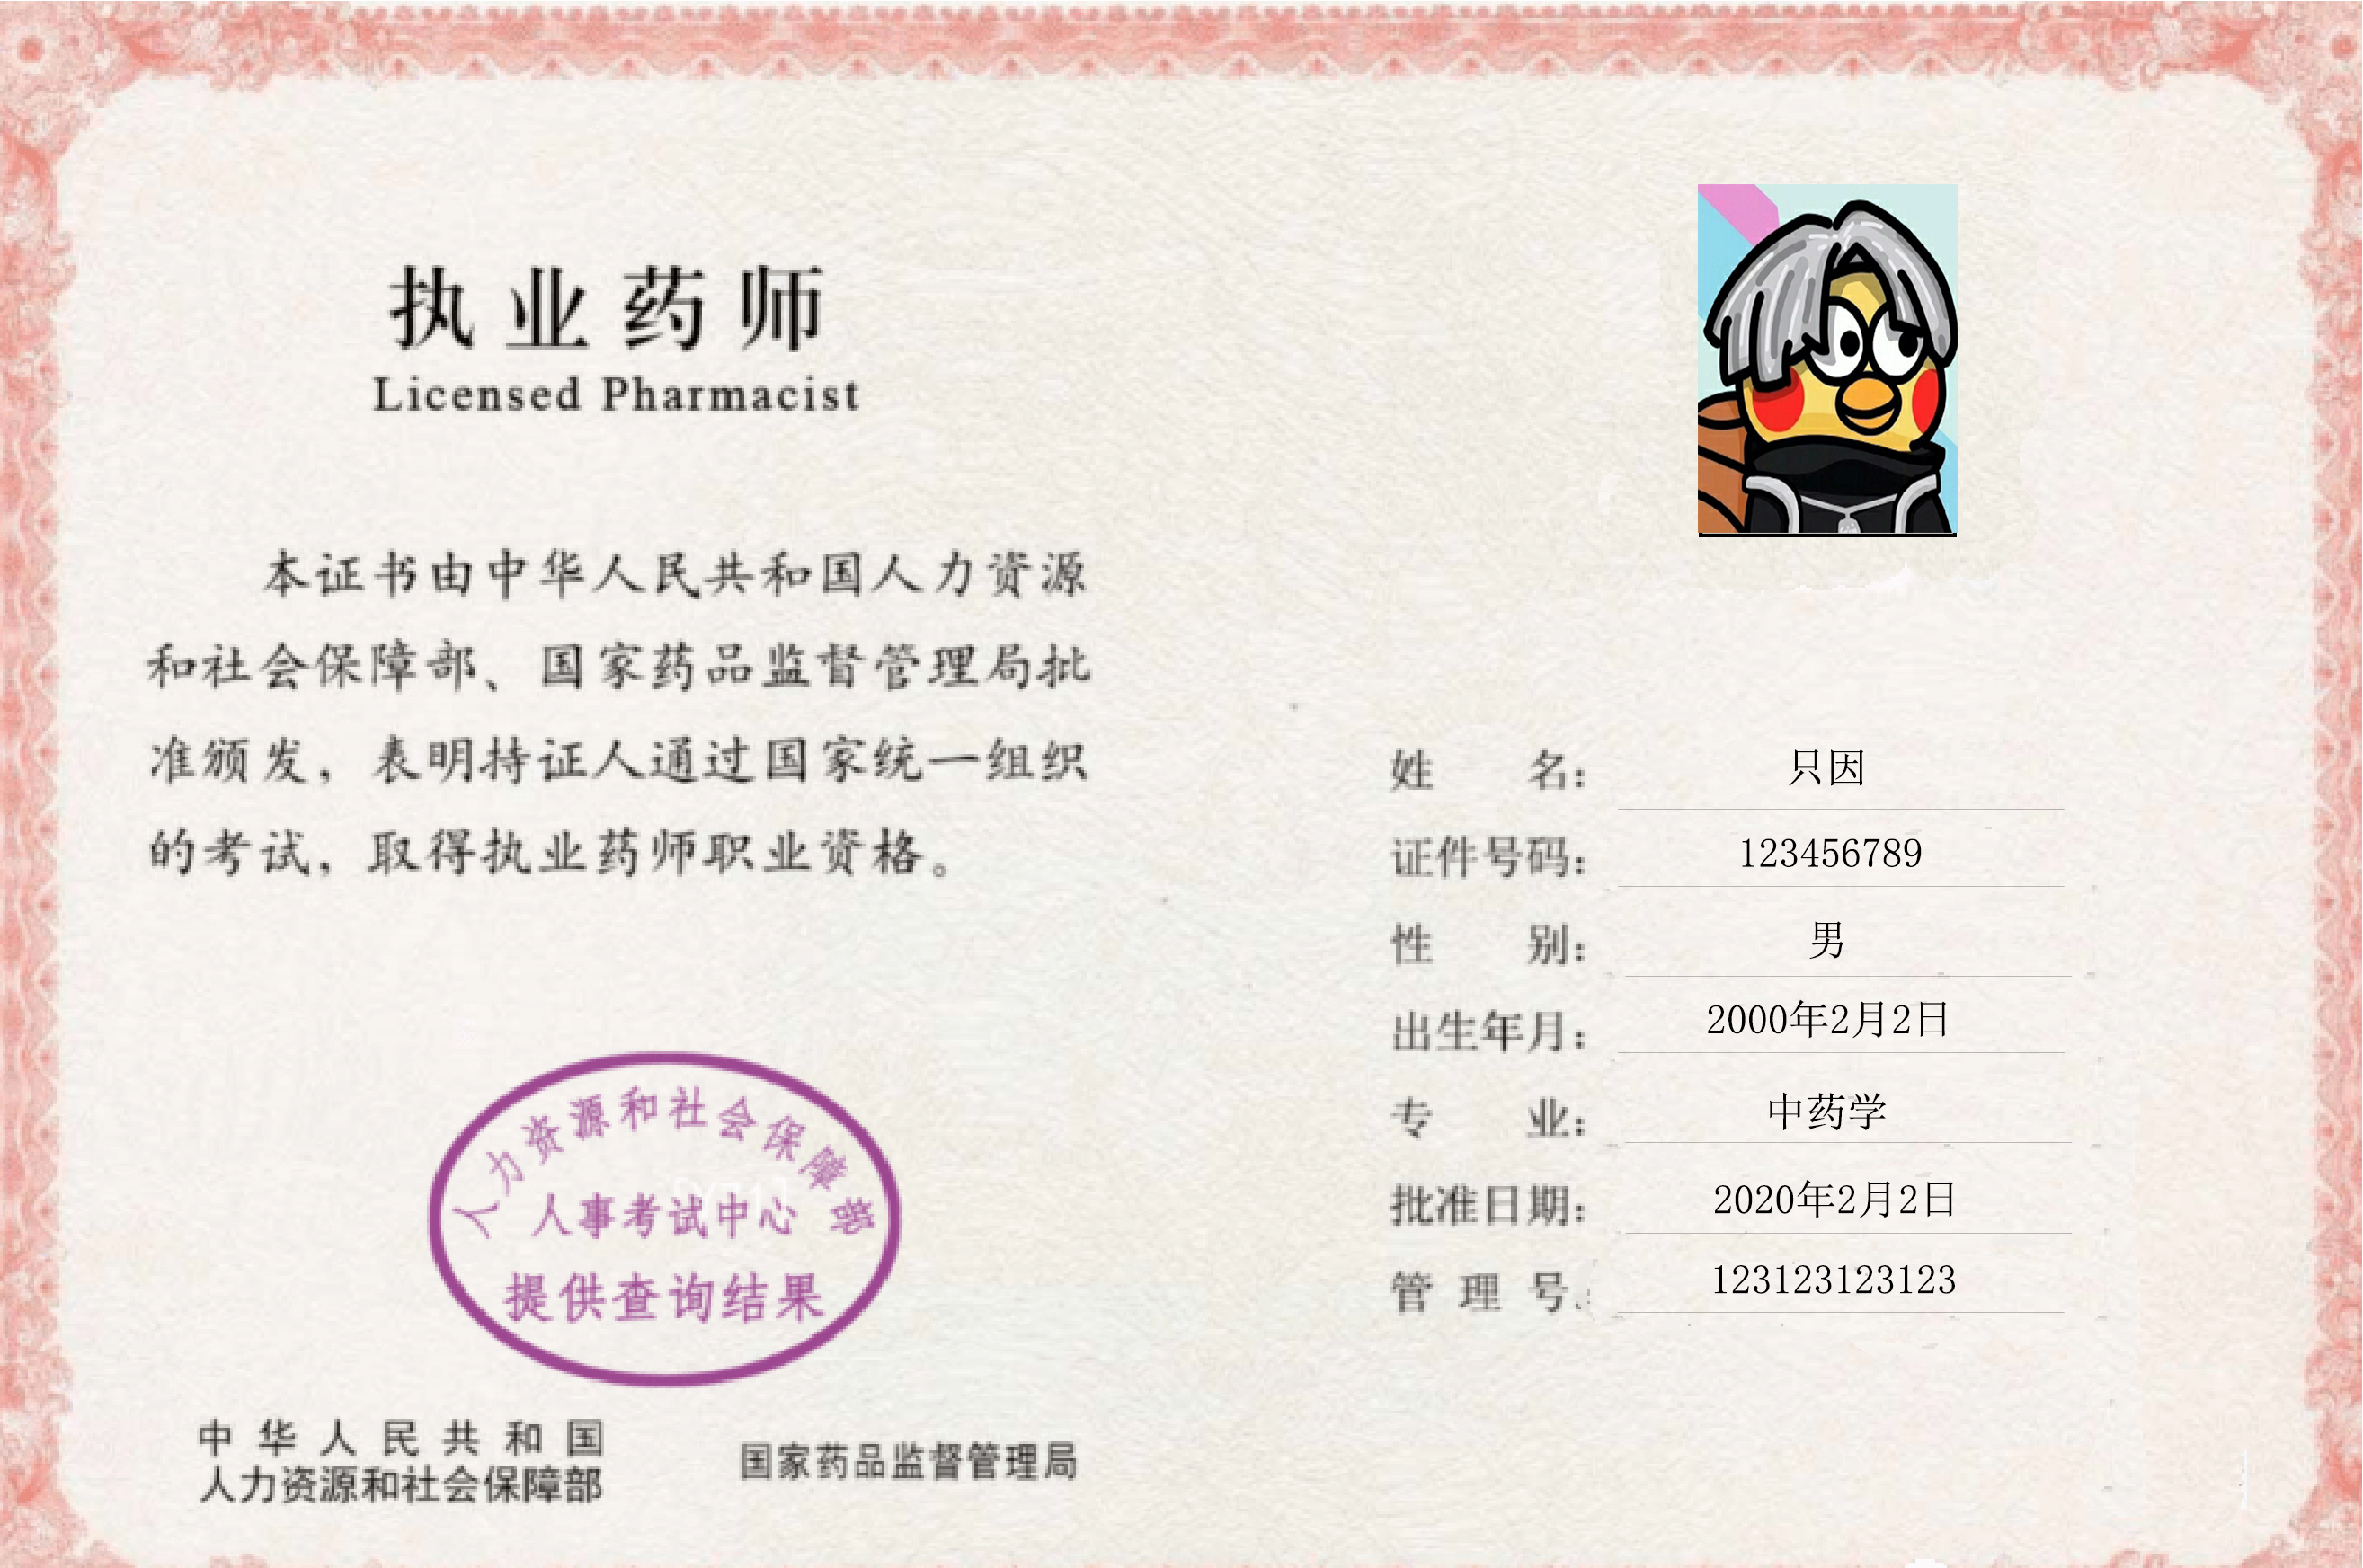 执业药师
Licensed Pharmacist
本证书由中华人民共和国人力资源
和社会保障部、国家药品监督管理局批
准颁发，表明持证人通过国家统一组织
的考试，取得执业药师职业资格。
人力资源和社会保障部
人事考试中心
提供查询结果
中华人民共和国
人力资源和社会保障部
国家药品监督管理局
姓名： 只因
证件号码： 123456789
性别： 男
出生年月： 2000年2月2日
专业： 中药学
批准日期： 2020年2月2日
管理号： 123123123123